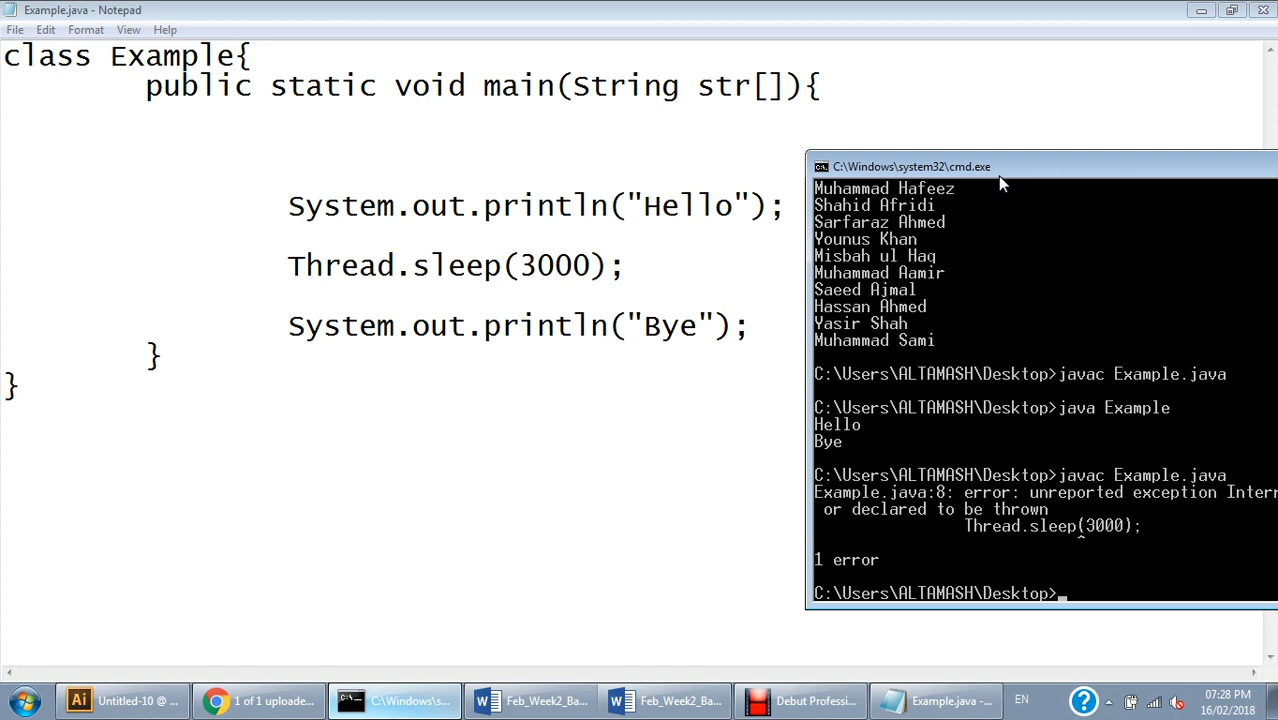 Example.java - Notepad
File Edit Format View Help
class Example{
public static void main(String str[]){
System.out.println("Hello");
Thread.sleep(3000);
System.out.println("Bye");
}
}
C:\Windows\system32\cmd.exe
Muhammad Hafeez
Shahid Afridi
Sarfaraz Ahmed
Younus Khan
Misbah ul Haq
Muhammad Aamir
Saeed Ajmal
Hassan Ahmed
Yasir Shah
Muhammad Sami
C:\Users\ALTAMASH\Desktop>javac Example.java
C:\Users\ALTAMASH\Desktop>java Example
Hello
Bye
C:\Users\ALTAMASH\Desktop>javac Example.java
Example.java:8: error: unreported exception Interr
or declared to be thrown
Thread.sleep(3000);
^
1 error
C:\Users\ALTAMASH\Desktop>_
Untitled-10 @ ...
1 of 1 uploade...
C:\Windows\s...
Feb_Week2_Ba...
Feb_Week2_Ba...
Debut Professi...
Example.java -...
EN
07:28 PM
16/02/2018